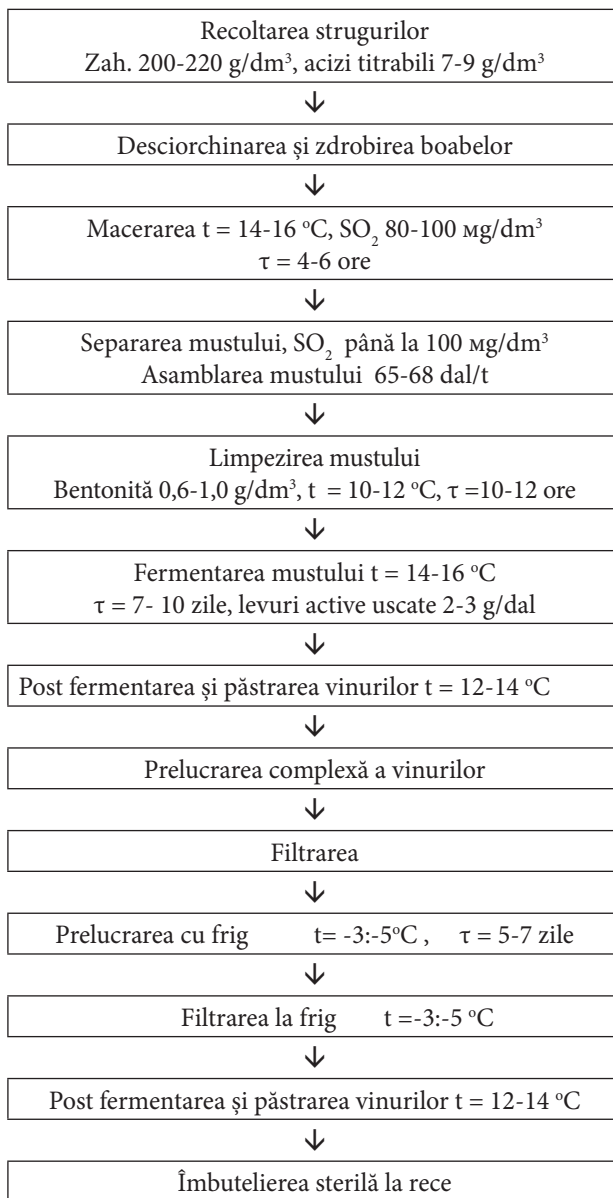 Recoltarea strugurilor
Zah. 200-220 g/dm³, acizi titrabili 7-9 g/dm³
↓
Desciorchinarea și zdrobirea boabelor
↓
Macerarea t = 14-16 °C, SO₂ 80-100 мg/dm³
τ = 4-6 ore
↓
Separarea mustului, SO₂ până la 100 мg/dm³
Asamblarea mustului 65-68 dal/t
↓
Limpezirea mustului
Bentonită 0,6-1,0 g/dm³, t = 10-12 °C, τ =10-12 ore
↓
Fermentarea mustului t = 14-16 °C
τ = 7- 10 zile, levuri active uscate 2-3 g/dal
↓
Post fermentarea și păstrarea vinurilor t = 12-14 °C
↓
Prelucrarea complexă a vinurilor
↓
Filtrarea
↓
Prelucrarea cu frig t= -3:-5°C , τ = 5-7 zile
↓
Filtrarea la frig t =-3:-5 °C
↓
Post fermentarea și păstrarea vinurilor t = 12-14 °C
↓
Îmbutelierea sterilă la rece